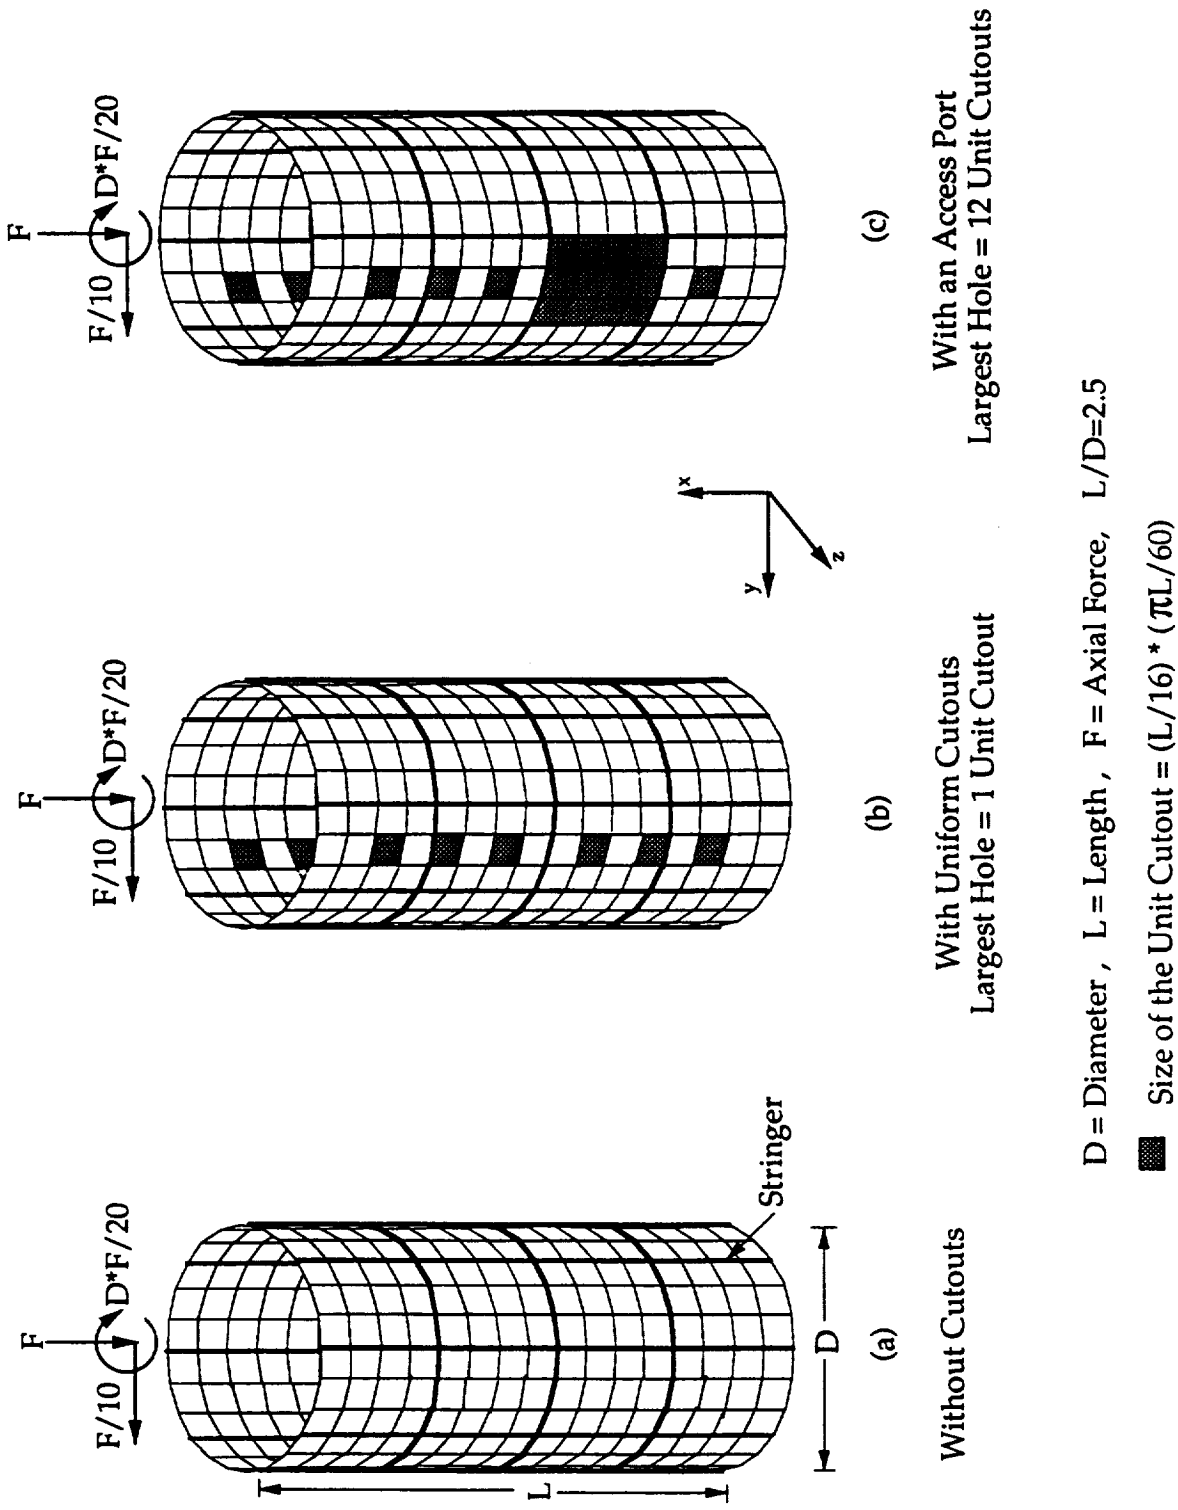 F
F/10
D*F/20
L
D
Stringer
(a)
Without Cutouts
F
F/10
D*F/20
(b)
With Uniform Cutouts
Largest Hole = 1 Unit Cutout
x
y
z
F
F/10
D*F/20
(c)
With an Access Port
Largest Hole = 12 Unit Cutouts
D = Diameter , L = Length , F = Axial Force, L/D=2.5
Size of the Unit Cutout = (L/16) * (πL/60)